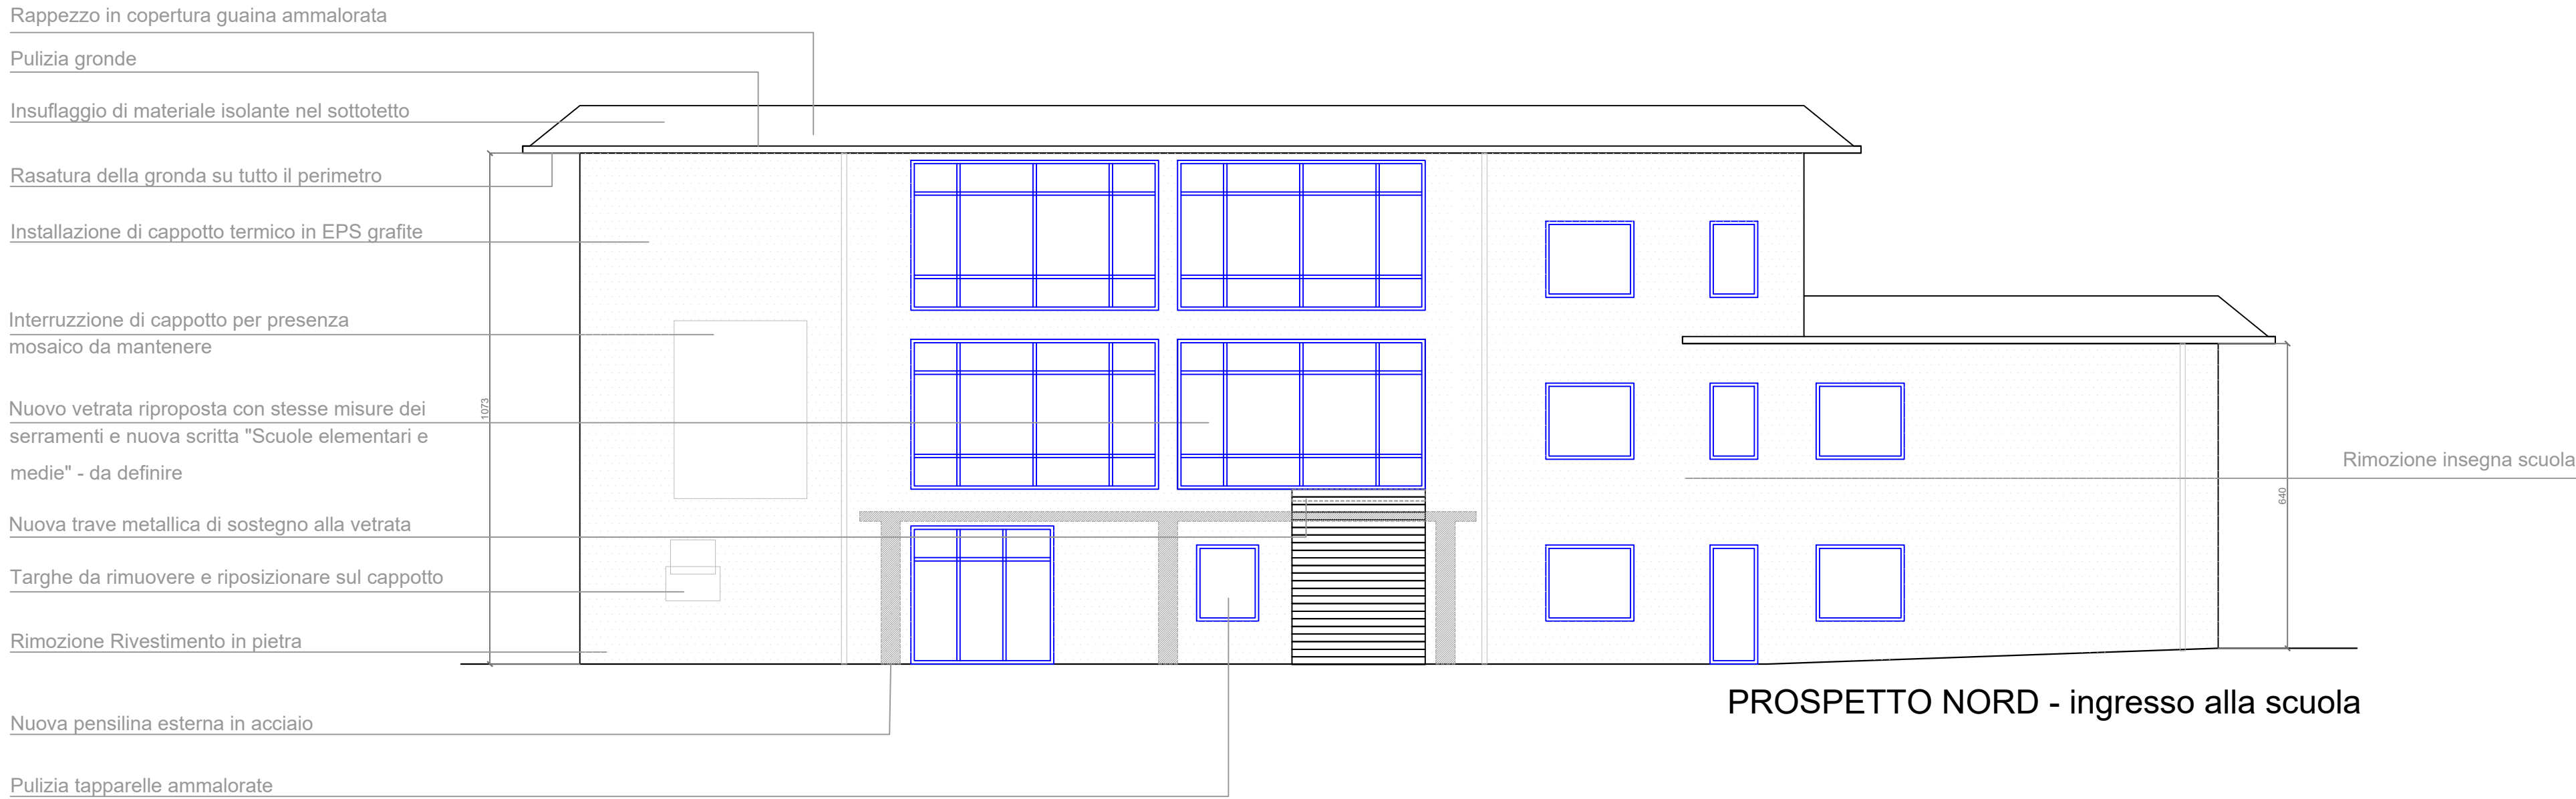 Rappezzo in copertura guaina ammalorata
Pulizia gronde
Insuflaggio di materiale isolante nel sottotetto
Rasatura della gronda su tutto il perimetro
Installazione di cappotto termico in EPS grafite
Interruzzione di cappotto per presenza
mosaico da mantenere
Nuovo vetrata riproposta con stesse misure dei
serramenti e nuova scritta "Scuole elementari e
medie" - da definire
1073
Rimozione insegna scuola
640
Nuova trave metallica di sostegno alla vetrata
Targhe da rimuovere e riposizionare sul cappotto
Rimozione Rivestimento in pietra
PROSPETTO NORD - ingresso alla scuola
Nuova pensilina esterna in acciaio
Pulizia tapparelle ammalorate